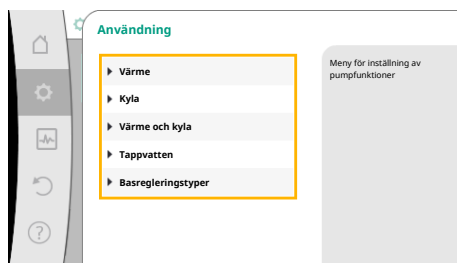 Användning
Värme
Kyla
Värme och kyla
Tappvatten
Basregleringstyper
Meny för inställning av
pumpfunktioner